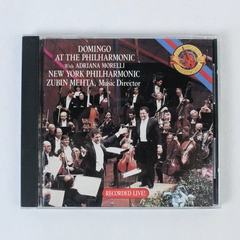 DOMINGO
AT THE PHILHARMONIC
With ADRIANA MORELLI
NEW YORK PHILHARMONIC
ZUBIN MEHTA, Music Director
RECORDED LIVE!